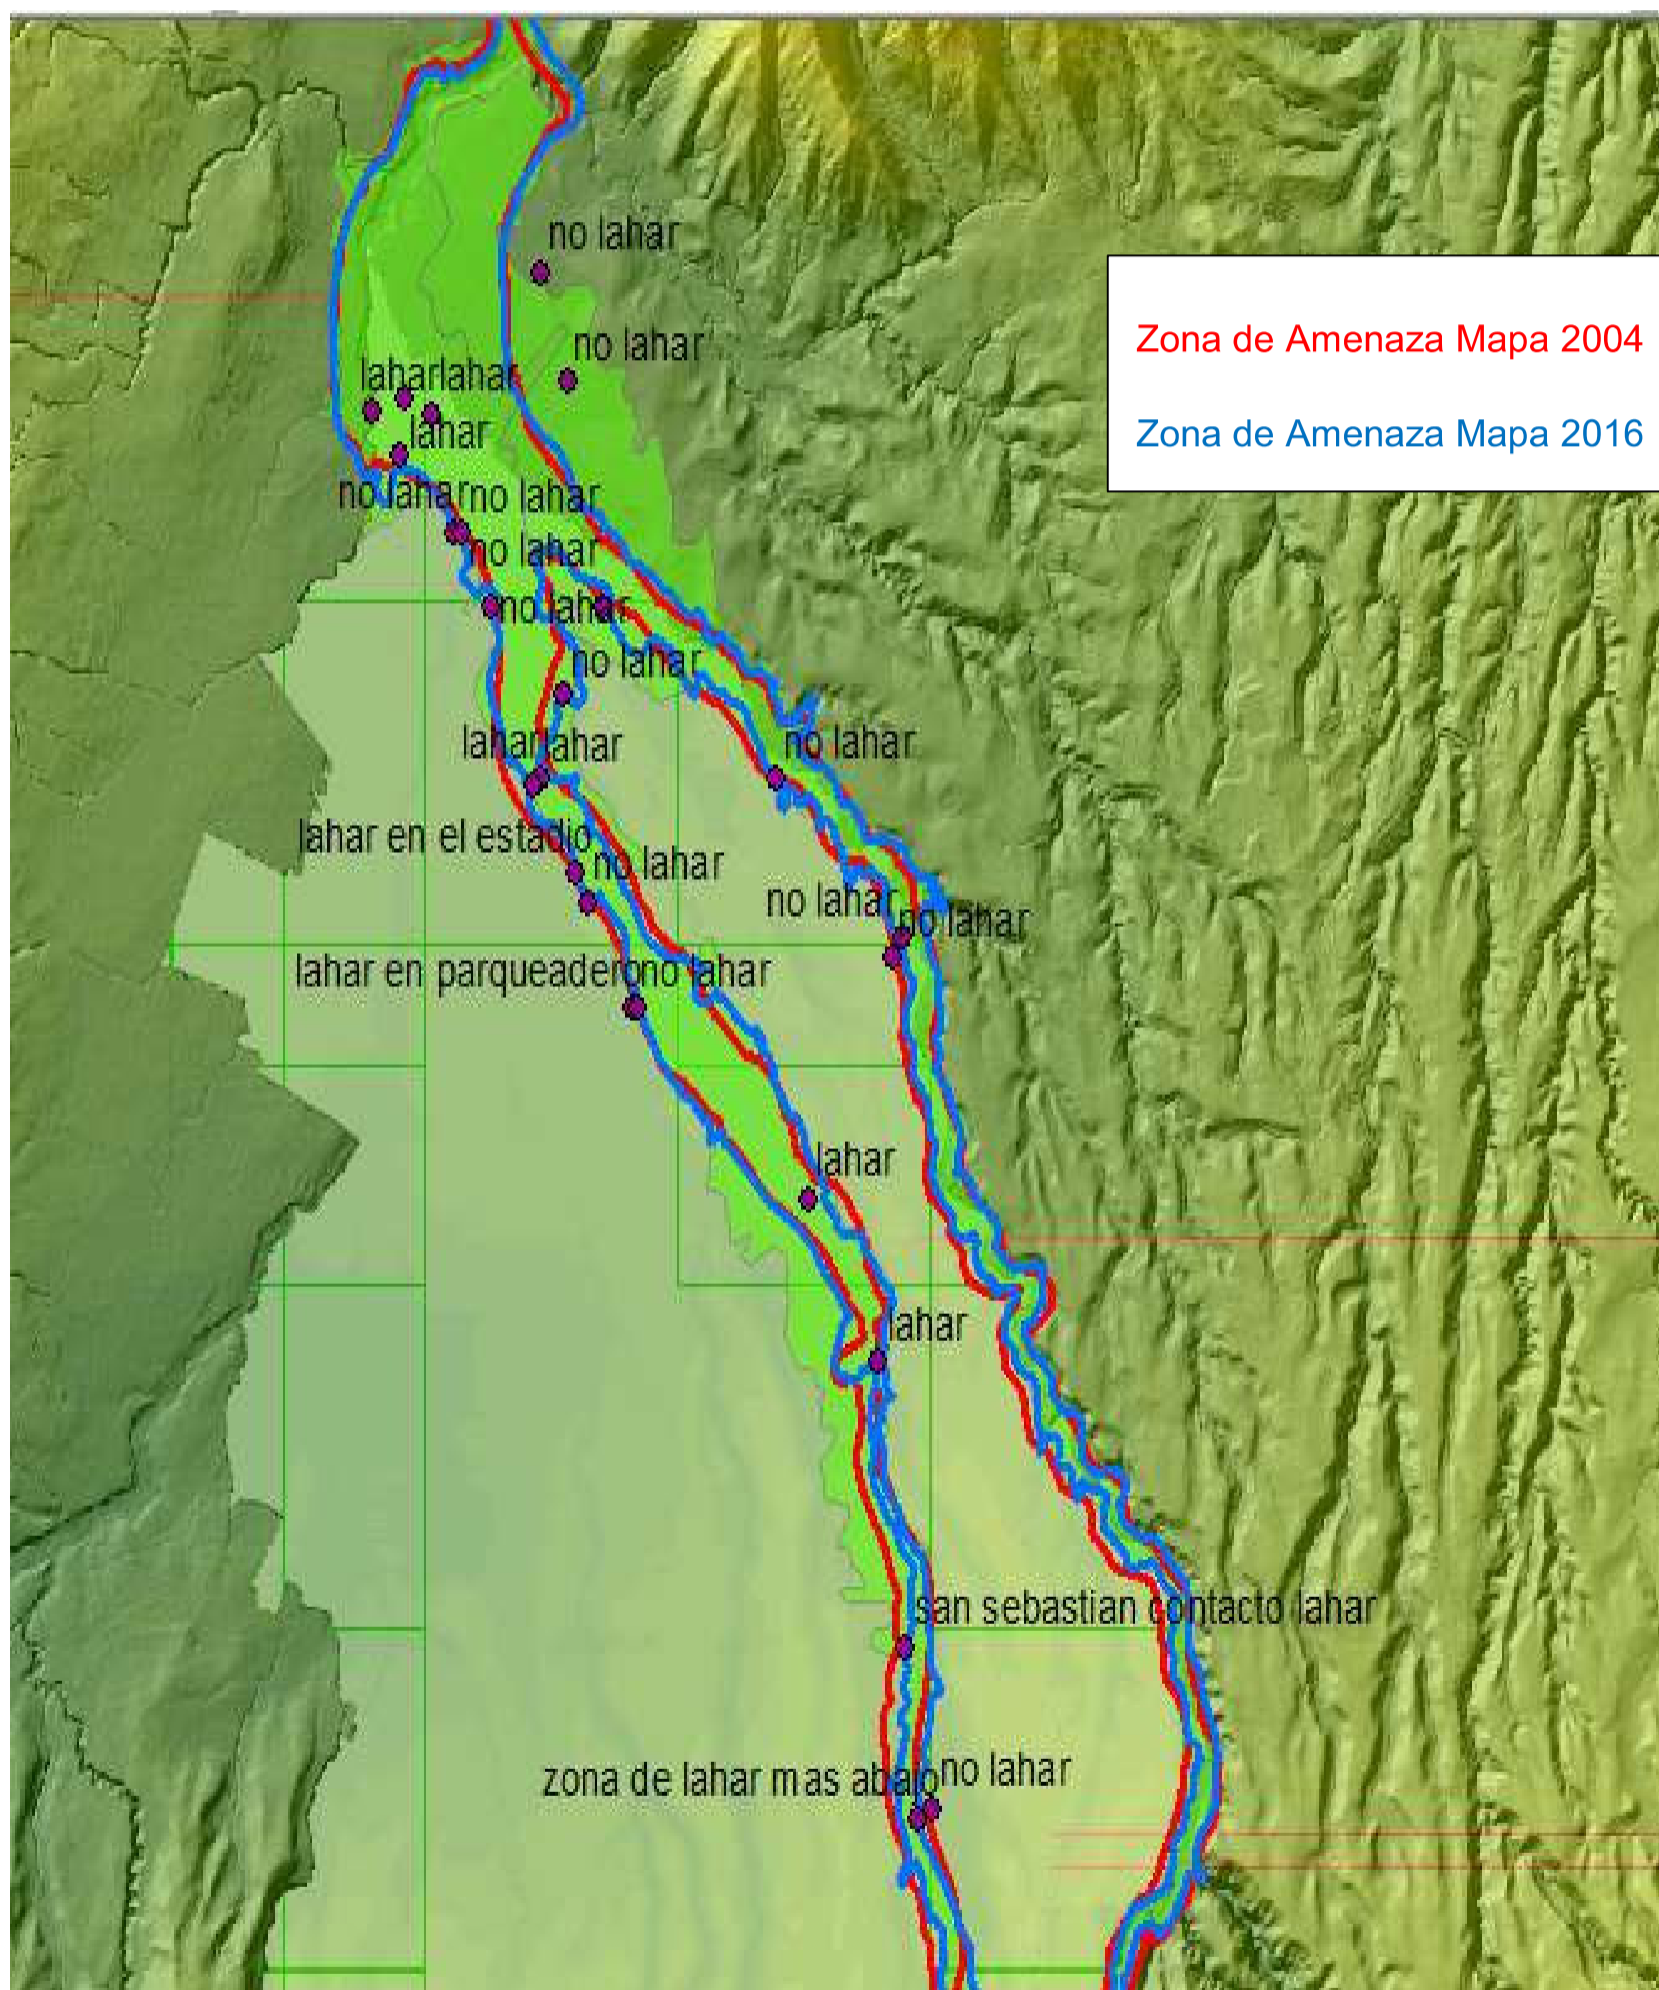 no lahar
Zona de Amenaza Mapa 2004
no lahar
laharlahar
Zona de Amenaza Mapa 2016
lahar
no laharno lahar
no lahar
no lahar
no lahar
laharlahar
no lahar
lahar en el estadio
no lahar
no lahar
no lahar
lahar en parqueaderono lahar
lahar
lahar
san sebastian contacto lahar
no lahar
zona de lahar mas abajo